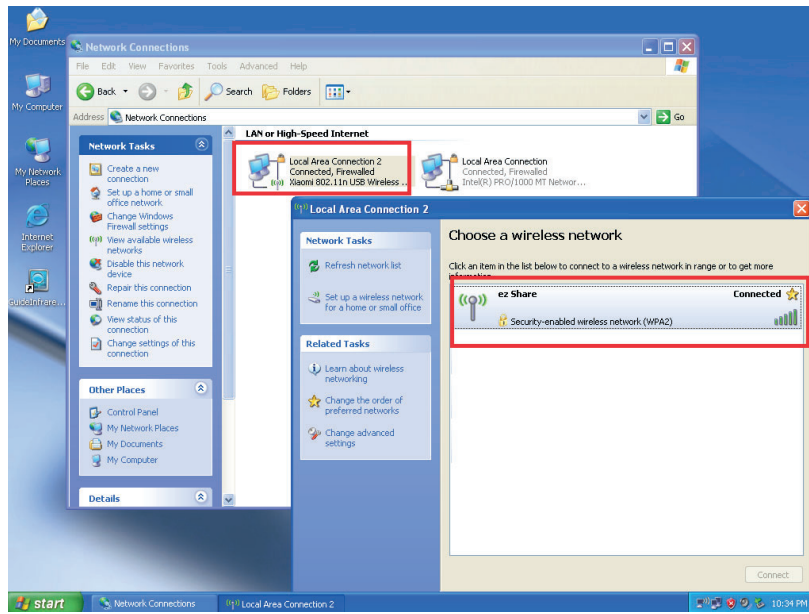 My Documents
My Computer
My Network
Places
Internet
Explorer
GuideInfrare...
Network Connections
File Edit View Favorites Tools Advanced Help
Back Search Folders
Address Network Connections Go
Network Tasks
Create a new
connection
Set up a home or small
office network
Change Windows
Firewall settings
View available wireless
networks
Disable this network
device
Repair this connection
Rename this connection
View status of this
connection
Change settings of this
connection
Other Places
Control Panel
My Network Places
My Documents
My Computer
Details
LAN or High-Speed Internet
Local Area Connection 2
Connected, Firewalled
Xiaomi 802.11n USB Wireless ...
Local Area Connection
Connected, Firewalled
Intel(R) PRO/1000 MT Networ...
Local Area Connection 2
Network Tasks
Refresh network list
Set up a wireless network
for a home or small office
Related Tasks
Learn about wireless
networking
Change the order of
preferred networks
Change advanced
settings
Choose a wireless network
Click an item in the list below to connect to a wireless network in range or to get more
information.
ez Share Connected
Security-enabled wireless network (WPA2)
Connect
start Network Connections Local Area Connection 2 10:34 PM